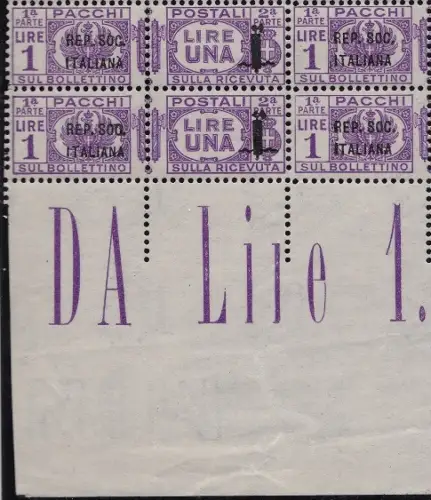 1ª PARTE PACCHI
LIRE 1 REP. SOC. ITALIANA
SUL BOLLETTINO
POSTALI 2ª PARTE
LIRE UNA
SULLA RICEVUTA
1ª PARTE PACCHI
LIRE 1 REP. SOC. ITALIANA
SUL BOLLETTINO
1ª PARTE PACCHI
LIRE 1 REP. SOC. ITALIANA
SUL BOLLETTINO
POSTALI 2ª PARTE
LIRE UNA
SULLA RICEVUTA
1ª PARTE PACCHI
LIRE 1 REP. SOC. ITALIANA
SUL BOLLETTINO
DA Lire 1.